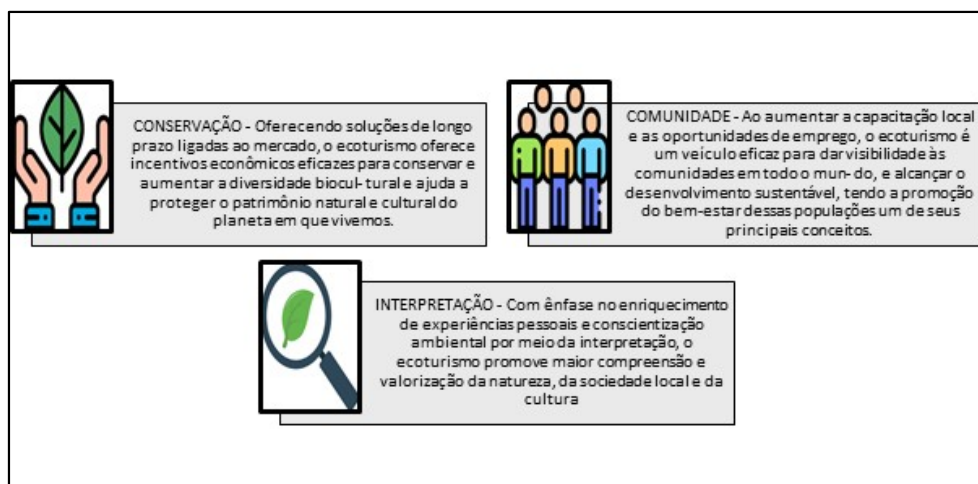 CONSERVAÇÃO - Oferecendo soluções de longo
prazo ligadas ao mercado, o ecoturismo oferece
incentivos econômicos eficazes para conservar e
aumentar a diversidade biocul- tural e ajuda a
proteger o patrimônio natural e cultural do
planeta em que vivemos.
COMUNIDADE - Ao aumentar a capacitação local
e as oportunidades de emprego, o ecoturismo é
um veículo eficaz para dar visibilidade às
comunidades em todo o mun- do, e alcançar o
desenvolvimento sustentável, tendo a promoção
do bem-estar dessas populações um de seus
principais conceitos.
INTERPRETAÇÃO - Com ênfase no enriquecimento
de experiências pessoais e conscientização
ambiental por meio da interpretação, o
ecoturismo promove maior compreensão e
valorização da natureza, da sociedade local e da
cultura